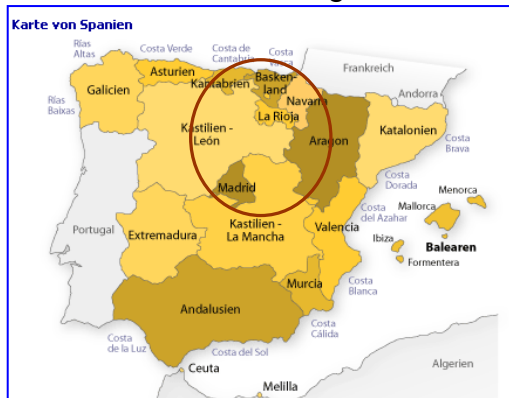 Karte von Spanien
Rías
Altas
Costa Verde
Costa de
Cantabria
Costa
Vasca
Frankreich
Asturien
Kantabrien
Basken-
land
Galicien
Navarra
Andorra
Rías
Baixas
La Rioja
Kastilien -
León
Aragon
Katalonien
Costa
Brava
Madrid
Costa
Dorada
Menorca
Mallorca
Costa
del Azahar
Portugal
Extremadura
Kastilien -
La Mancha
Valencia
Ibiza
Balearen
Formentera
Murcia
Costa
Blanca
Andalusien
Costa
Cálida
Costa
de la Luz
Costa del Sol
Ceuta
Algerien
Melilla